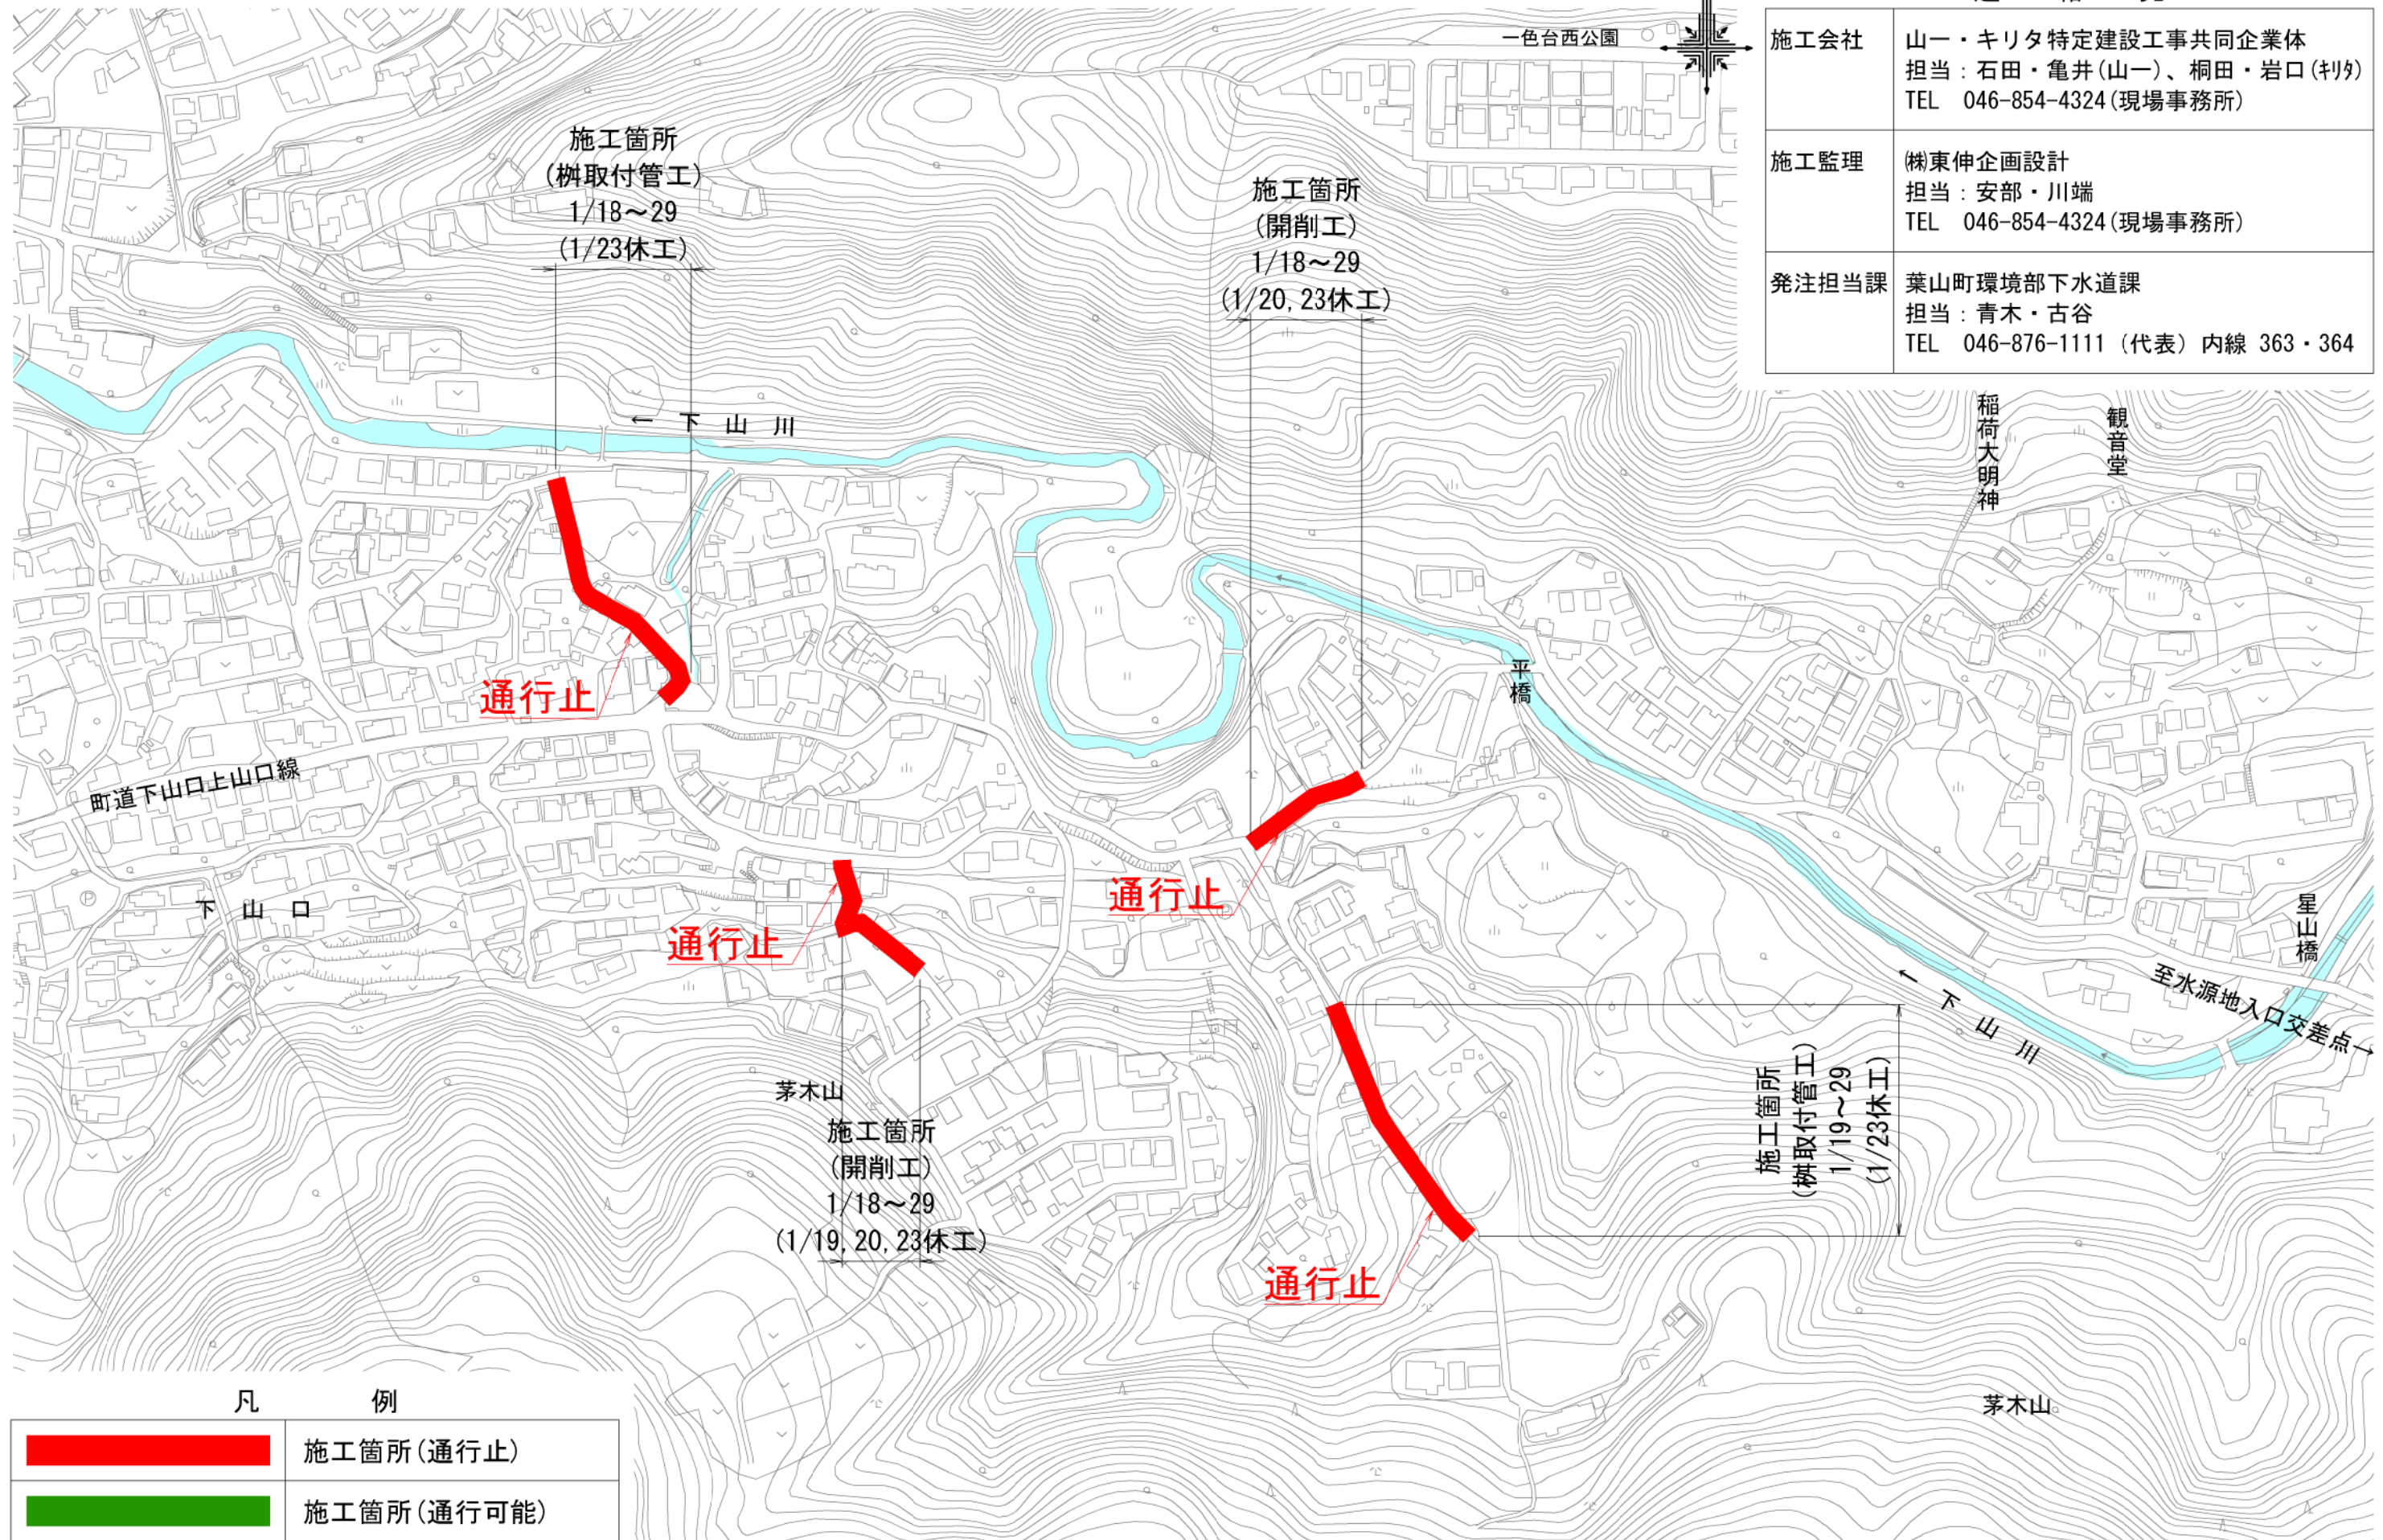 一色台西公園
施工会社
山一・キリタ特定建設工事共同企業体
担当：石田・亀井(山一)、桐田・岩口(ｷﾘﾀ)
TEL　046-854-4324(現場事務所)
施工監理
㈱東伸企画設計
担当：安部・川端
TEL　046-854-4324(現場事務所)
発注担当課
葉山町環境部下水道課
担当：青木・古谷
TEL　046-876-1111（代表）内線 363・364
施工箇所
(桝取付管工)
1/18～29
(1/23休工)
施工箇所
(開削工)
1/18～29
(1/20,23休工)
← 下 山 川
稲荷大明神
観音堂
平橋
通行止
町道下山口上山口線
下 山 口
通行止
通行止
星山橋
至水源地入口交差点→
← 下 山 川
茅木山
施工箇所
(開削工)
1/18～29
(1/19,20,23休工)
施工箇所
(桝取付管工)
1/19～29
(1/23休工)
通行止
茅木山
凡 例
施工箇所(通行止)
施工箇所(通行可能)